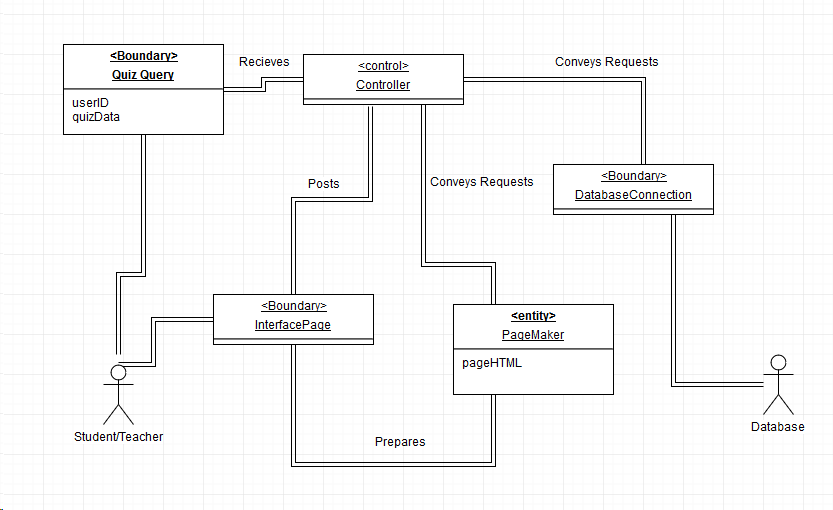 <Boundary>
Quiz Query
userID
quizData
Recieves
<control>
Controller
Conveys Requests
<Boundary>
DatabaseConnection
Posts
Conveys Requests
<Boundary>
InterfacePage
<entity>
PageMaker
pageHTML
Student/Teacher
Prepares
Database